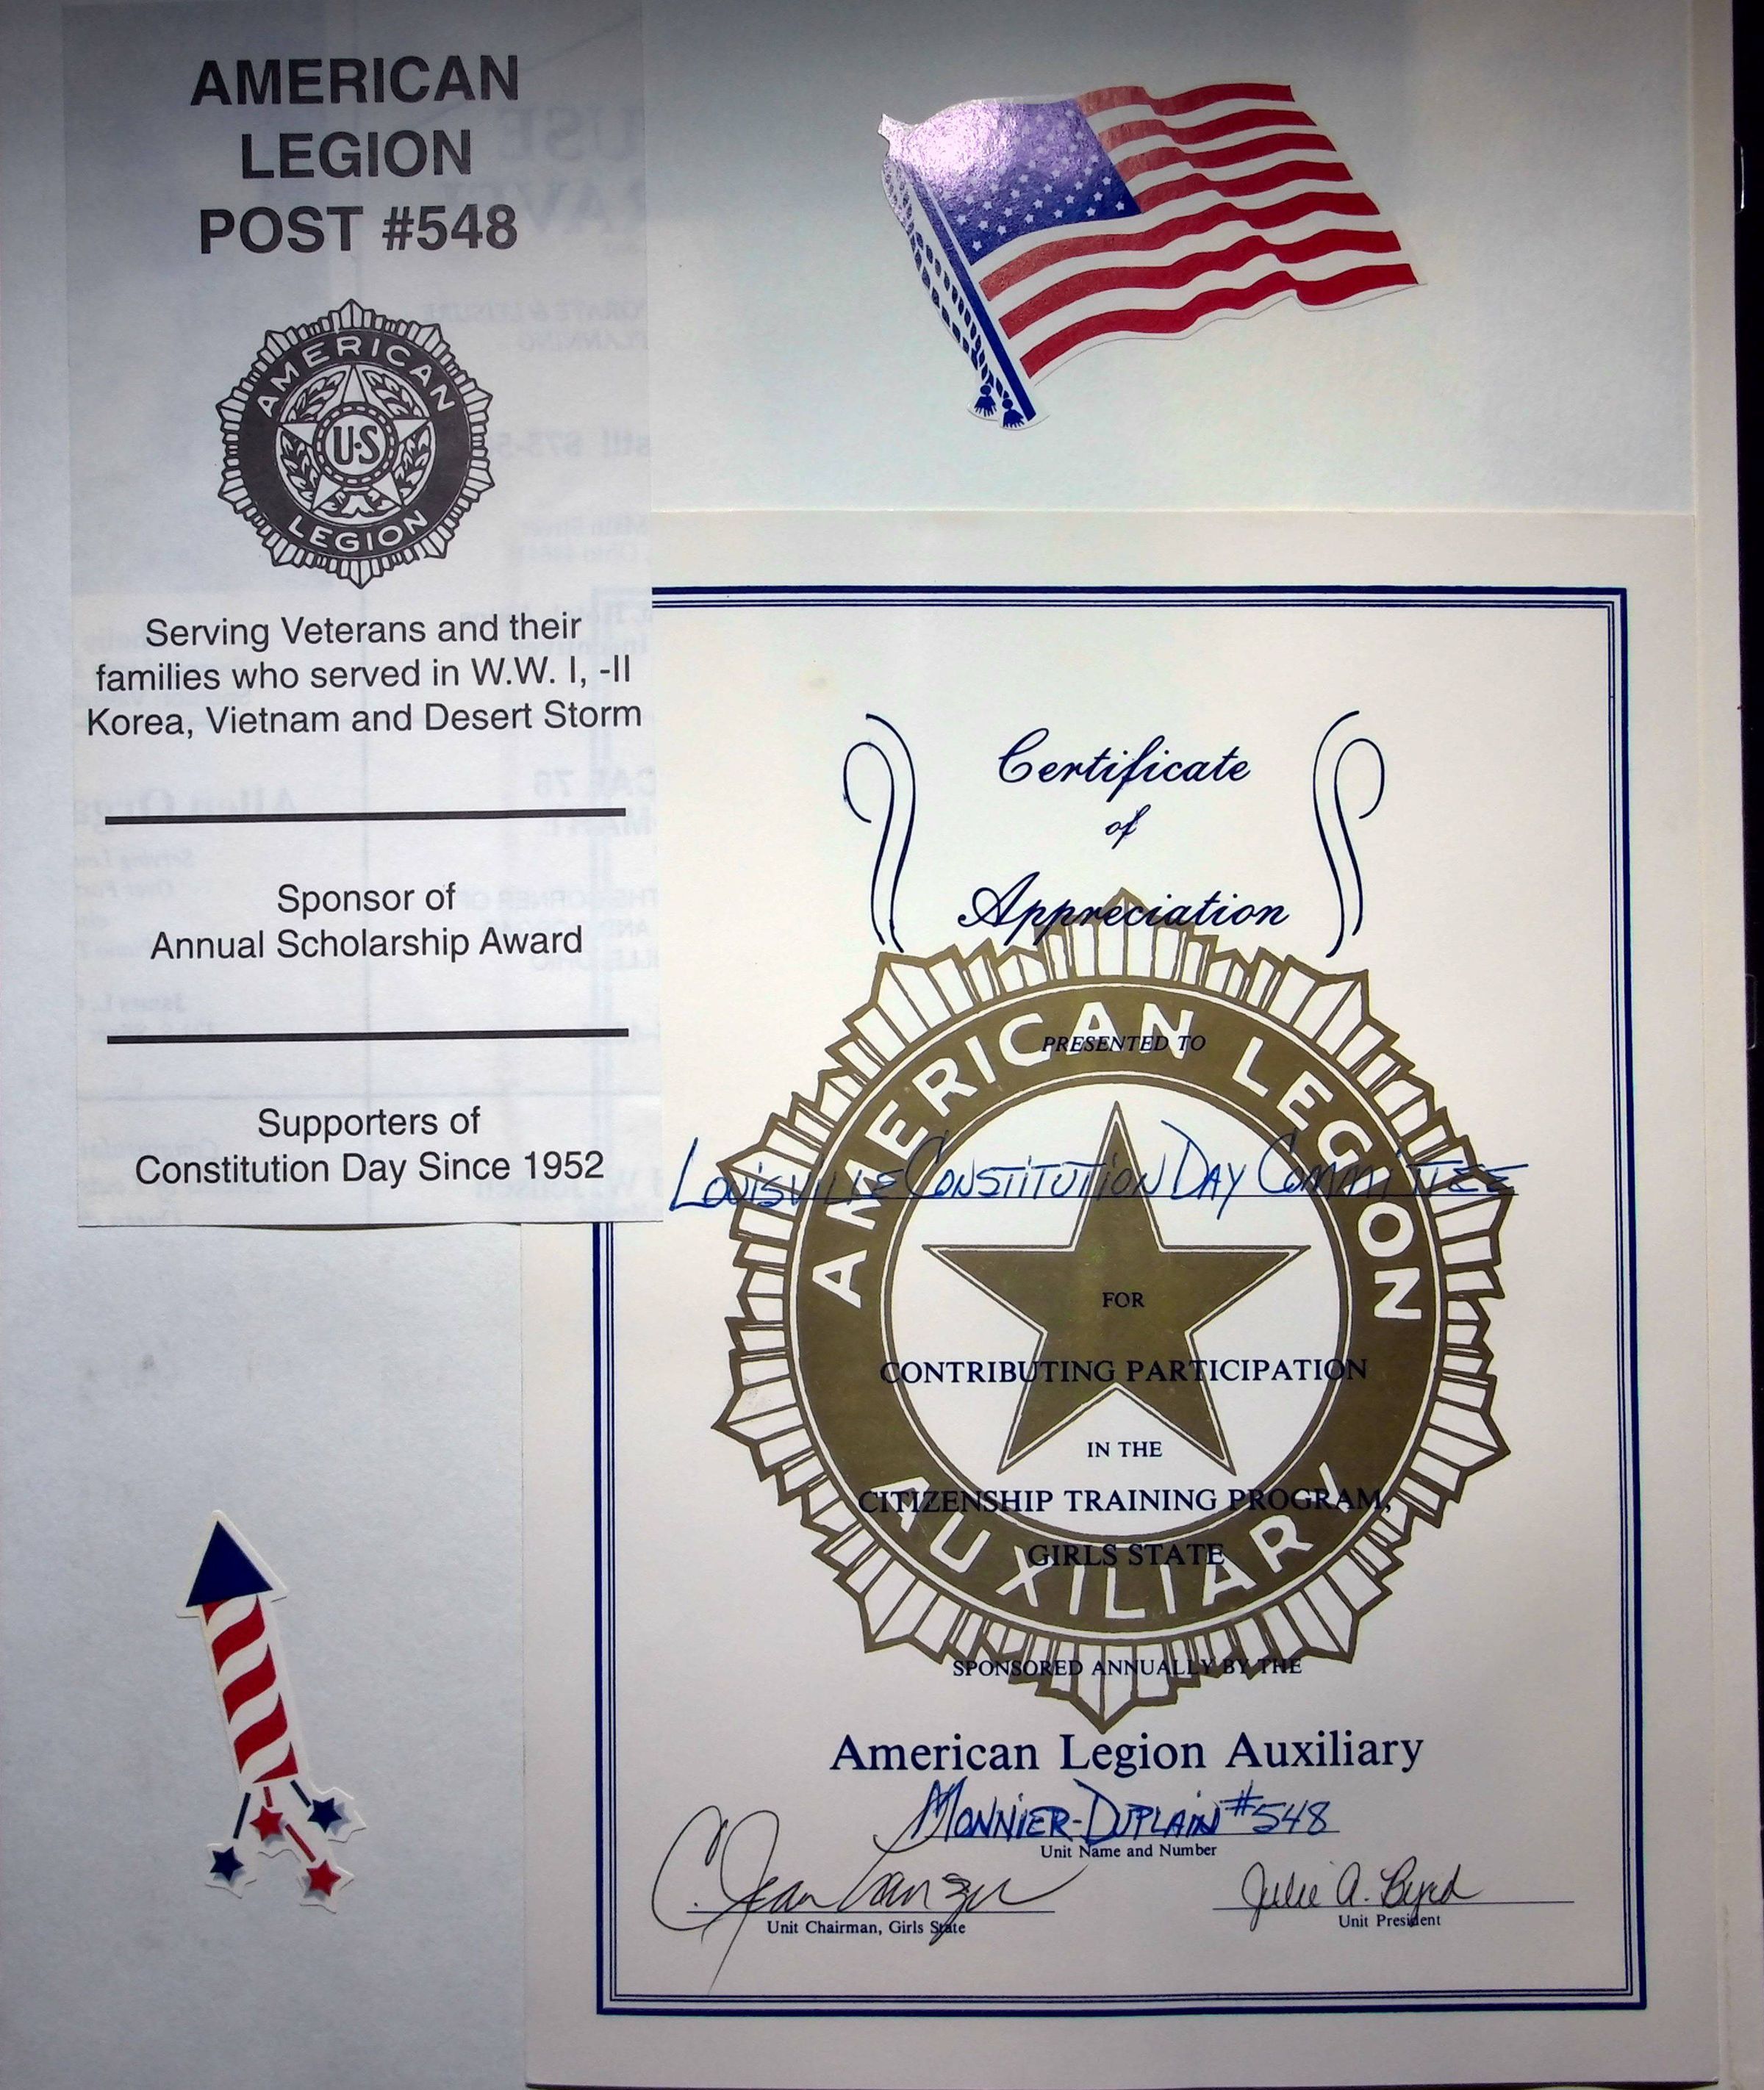 AMERICAN
LEGION
POST #548
AMERICAN
U·S
LEGION
Serving Veterans and their
families who served in W.W. I, -II
Korea, Vietnam and Desert Storm
Sponsor of
Annual Scholarship Award
Supporters of
Constitution Day Since 1952
Certificate
of
Appreciation
AMERICAN LEGION
PRESENTED TO
LOUISVILLE CONSTITUTION DAY COMMITTEE
FOR
CONTRIBUTING PARTICIPATION
IN THE
CITIZENSHIP TRAINING PROGRAM,
GIRLS STATE
AUXILIARY
SPONSORED ANNUALLY BY THE
American Legion Auxiliary
MONNIER-DUPLAIN #548
Unit Name and Number
C. Jean
Unit Chairman, Girls State
Julie A. Byrd
Unit President